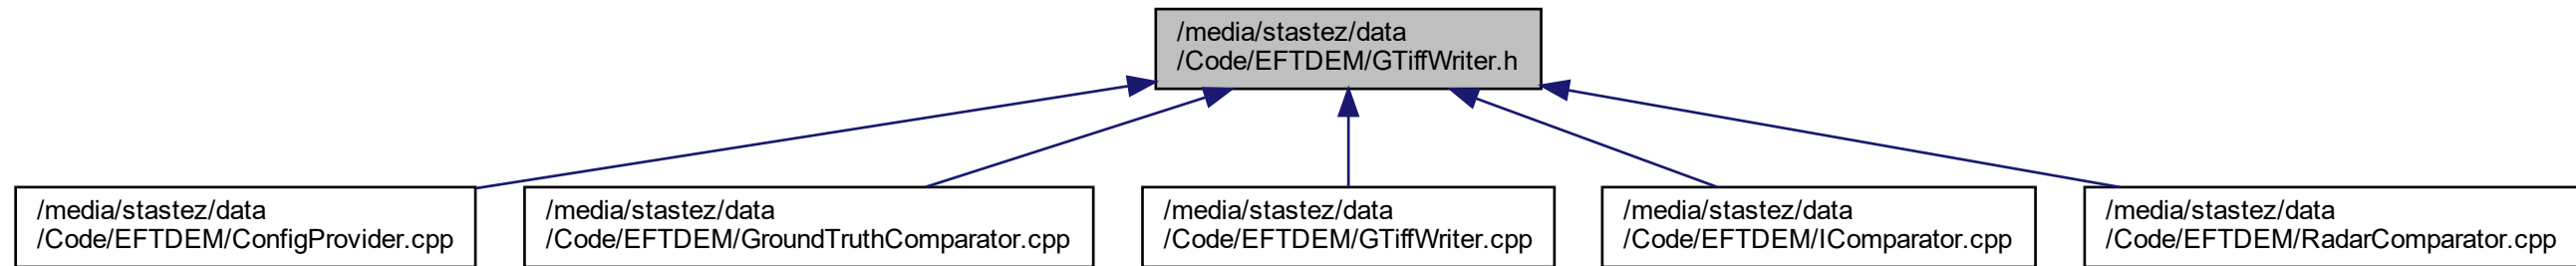 /media/stastez/data
/Code/EFTDEM/GTiffWriter.h
/media/stastez/data
/Code/EFTDEM/ConfigProvider.cpp
/media/stastez/data
/Code/EFTDEM/GroundTruthComparator.cpp
/media/stastez/data
/Code/EFTDEM/GTiffWriter.cpp
/media/stastez/data
/Code/EFTDEM/IComparator.cpp
/media/stastez/data
/Code/EFTDEM/RadarComparator.cpp